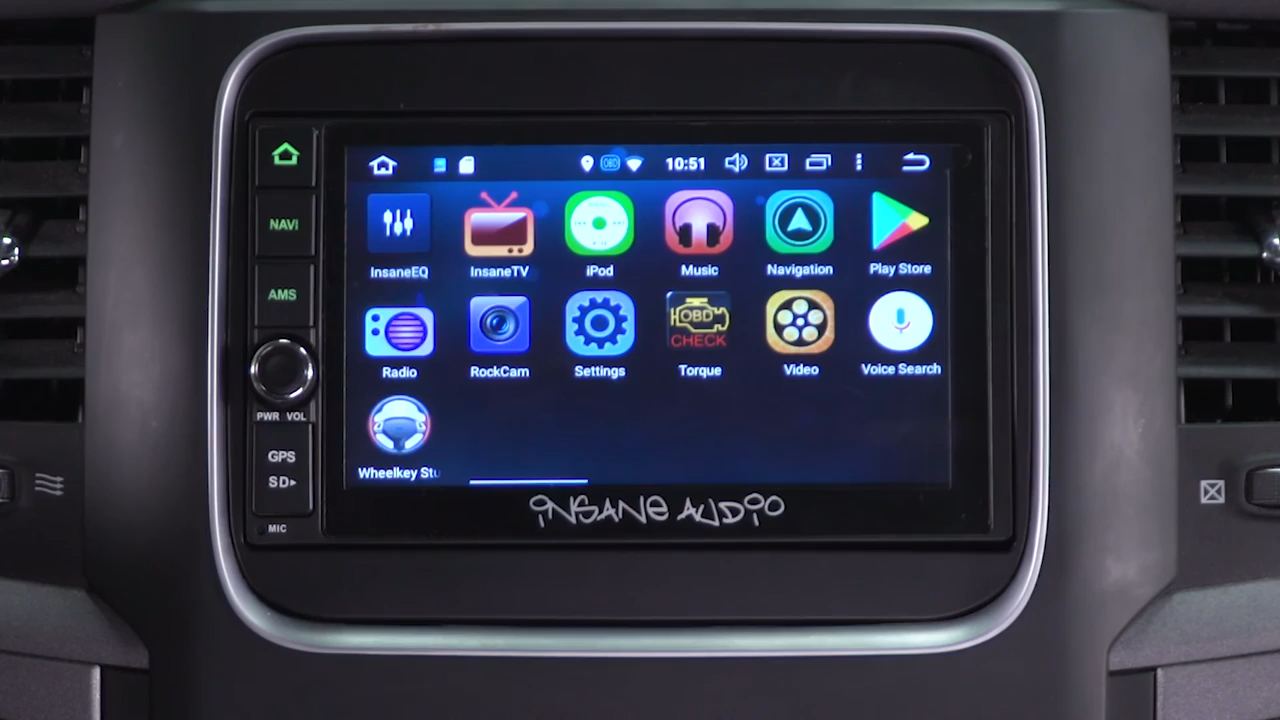 10:51
NAVI
AMS
PWR VOL
GPS
SD
MIC
InsaneEQ
InsaneTV
iPod
Music
Navigation
Play Store
OBD
CHECK
Radio
RockCam
Settings
Torque
Video
Voice Search
Wheelkey Stu
iNSANE AUDiO